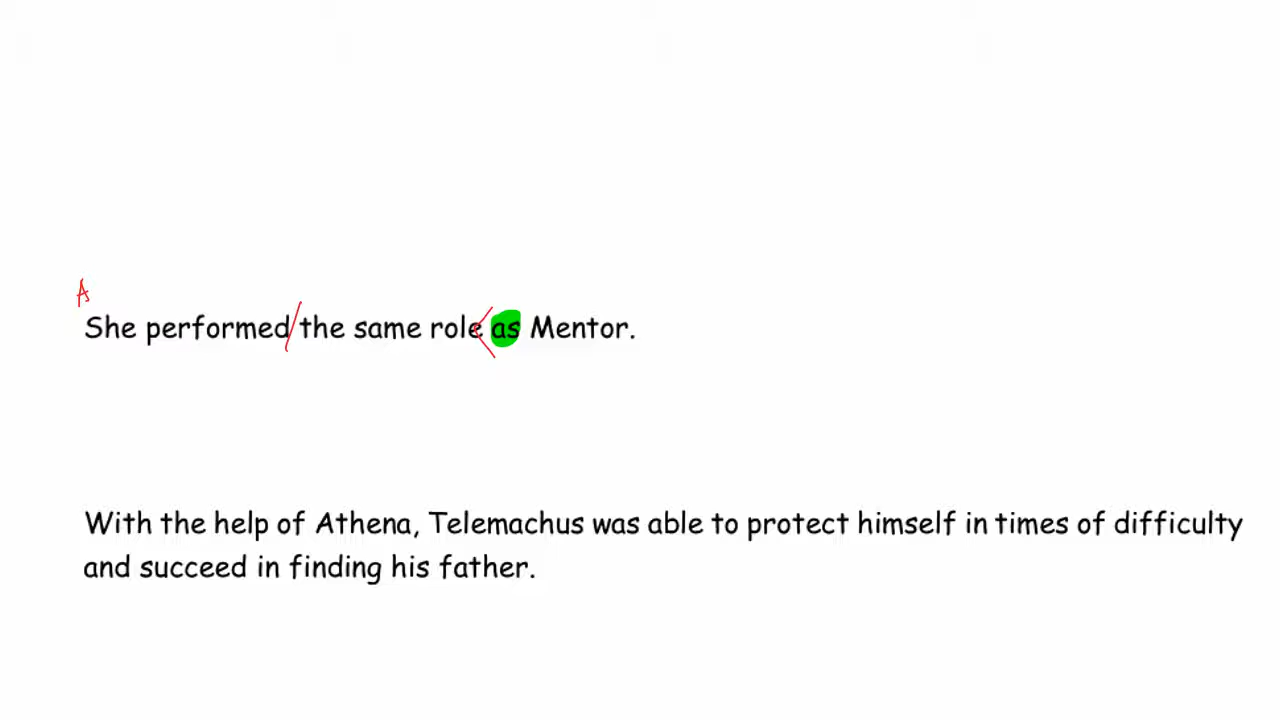 A
She performed the same role as Mentor.
With the help of Athena, Telemachus was able to protect himself in times of difficulty
and succeed in finding his father.